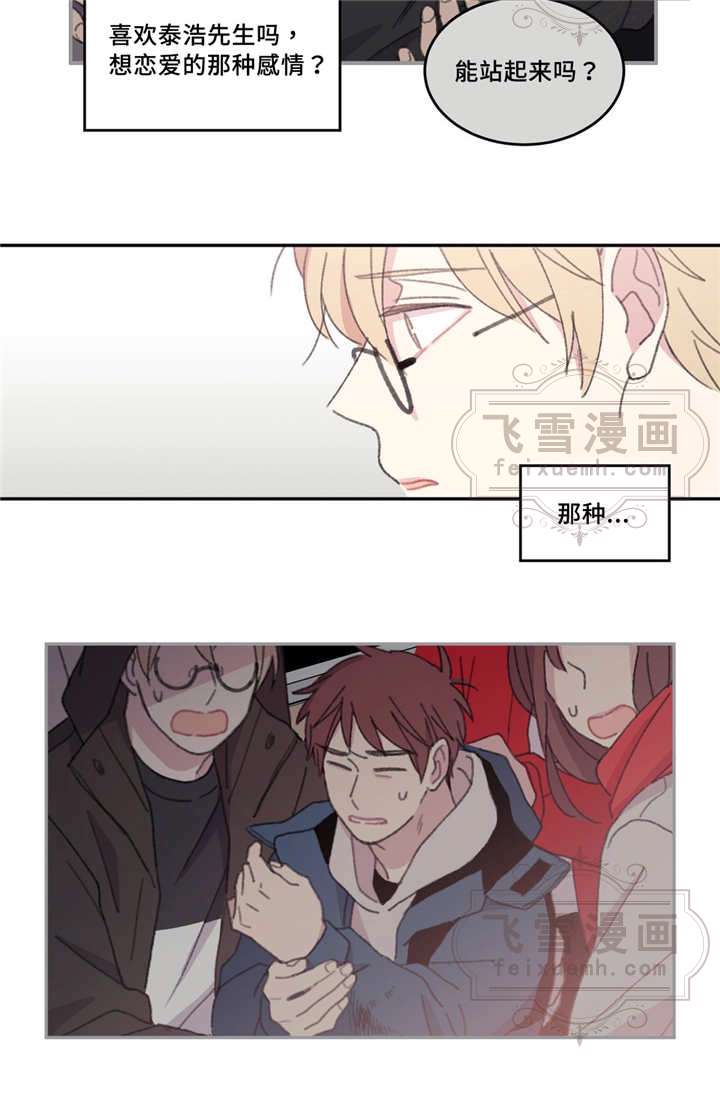 喜欢泰浩先生吗，
想恋爱的那种感情？
能站起来吗？
飞雪漫画
feixuemh.com
那种...
飞雪漫画
feixuemh.com